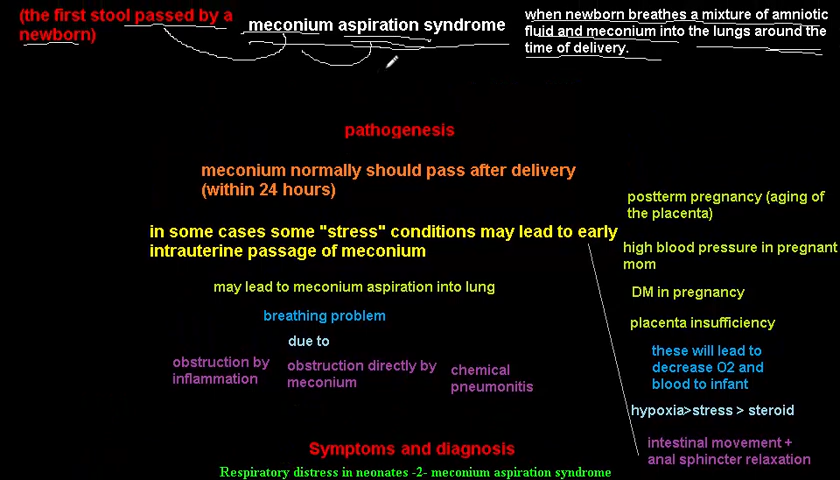 (the first stool passed by a
newborn)
meconium aspiration syndrome
when newborn breathes a mixture of amniotic
fluid and meconium into the lungs around the
time of delivery.
pathogenesis
meconium normally should pass after delivery
(within 24 hours)
in some cases some "stress" conditions may lead to early
intrauterine passage of meconium
may lead to meconium aspiration into lung
breathing problem
due to
obstruction by
inflammation
obstruction directly by
meconium
chemical
pneumonitis
postterm pregnancy (aging of
the placenta)
high blood pressure in pregnant
mom
DM in pregnancy
placenta insufficiency
these will lead to
decrease O2 and
blood to infant
hypoxia>stress > steroid
intestinal movement +
anal sphincter relaxation
Symptoms and diagnosis
Respiratory distress in neonates -2- meconium aspiration syndrome